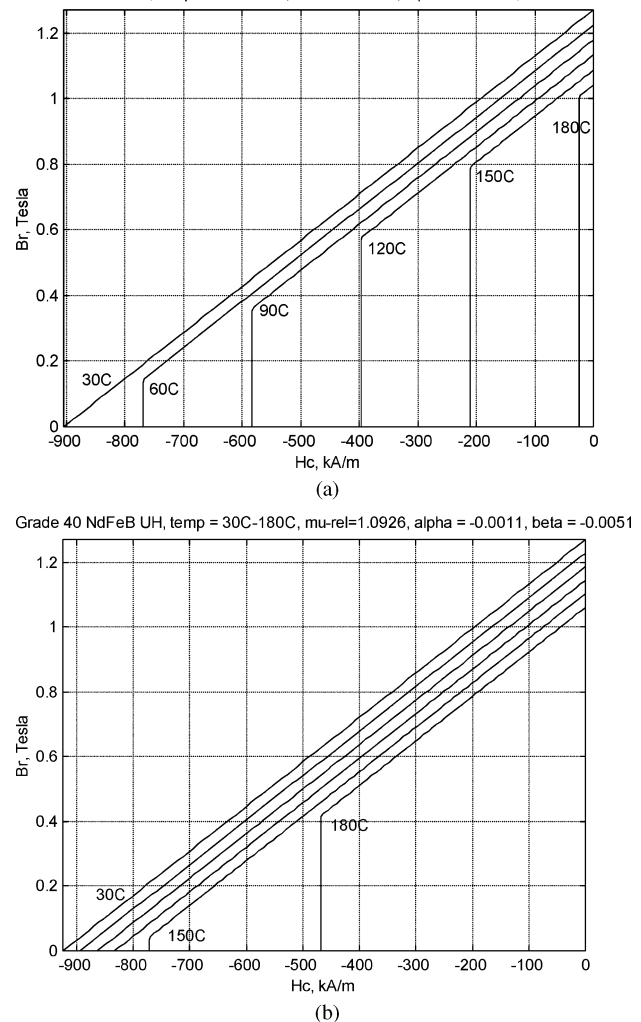 1.2
1
180C
0.8
150C
Br, Tesla
0.6
120C
0.4
90C
0.2
30C
60C
0
-900 -800 -700 -600 -500 -400 -300 -200 -100 0
Hc, kA/m
(a)
Grade 40 NdFeB UH, temp = 30C-180C, mu-rel=1.0926, alpha = -0.0011, beta = -0.0051
1.2
1
0.8
Br, Tesla
0.6
0.4
180C
0.2
30C
150C
0
-900 -800 -700 -600 -500 -400 -300 -200 -100 0
Hc, kA/m
(b)